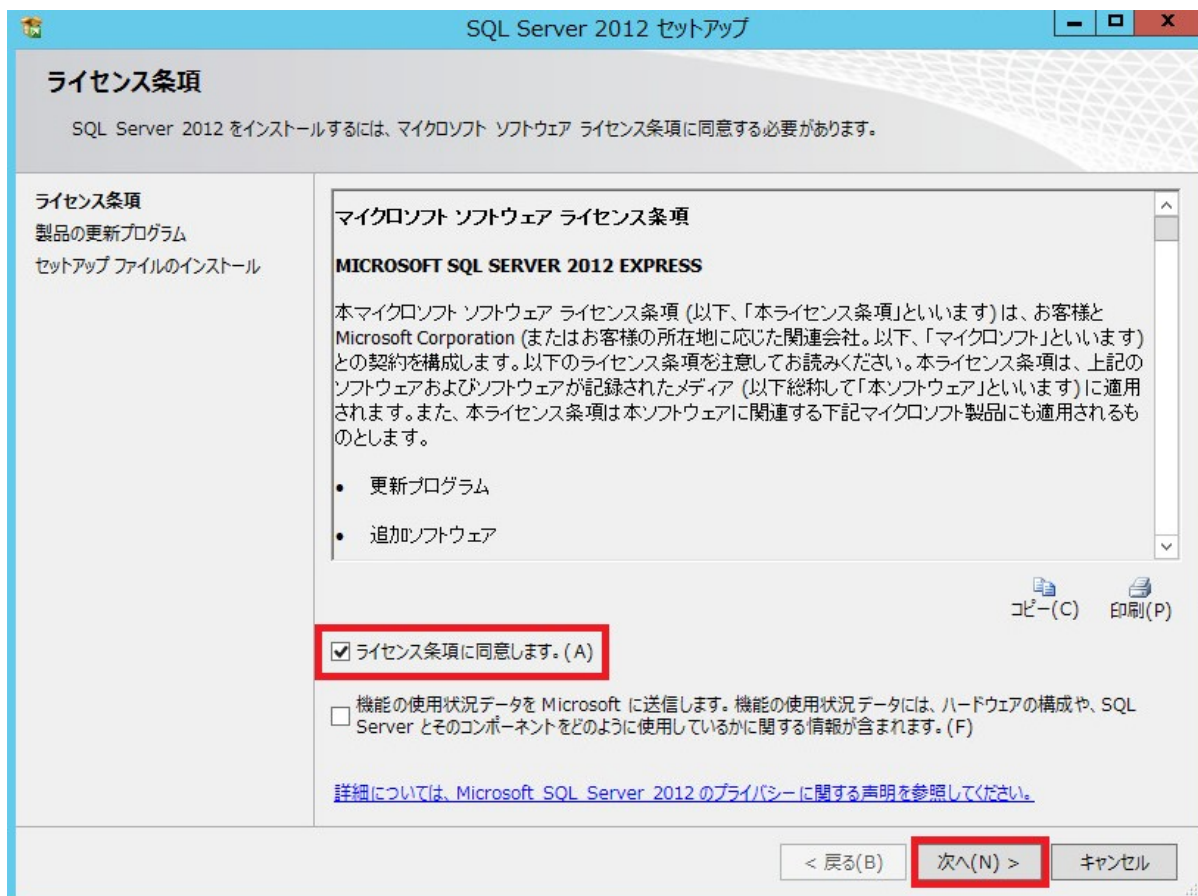 SQL Server 2012 セットアップ
ライセンス条項
SQL Server 2012 をインストールするには、マイクロソフト ソフトウェア ライセンス条項に同意する必要があります。
ライセンス条項
製品の更新プログラム
セットアップ ファイルのインストール
マイクロソフト ソフトウェア ライセンス条項
MICROSOFT SQL SERVER 2012 EXPRESS
本マイクロソフト ソフトウェア ライセンス条項 (以下、「本ライセンス条項」といいます) は、お客様と
Microsoft Corporation (またはお客様の所在地に応じた関連会社。以下、「マイクロソフト」といいます)
との契約を構成します。以下のライセンス条項を注意してお読みください。本ライセンス条項は、上記の
ソフトウェアおよびソフトウェアが記録されたメディア (以下総称して「本ソフトウェア」といいます) に適用
されます。また、本ライセンス条項は本ソフトウェアに関連する下記マイクロソフト製品にも適用されるも
のとします。
• 更新プログラム
• 追加ソフトウェア
コピー(C) 印刷(P)
ライセンス条項に同意します。(A)
機能の使用状況データを Microsoft に送信します。機能の使用状況データには、ハードウェアの構成や、SQL
Server とそのコンポーネントをどのように使用しているかに関する情報が含まれます。(F)
詳細については、Microsoft SQL Server 2012 のプライバシーに関する声明を参照してください。
< 戻る(B) 次へ(N) > キャンセル